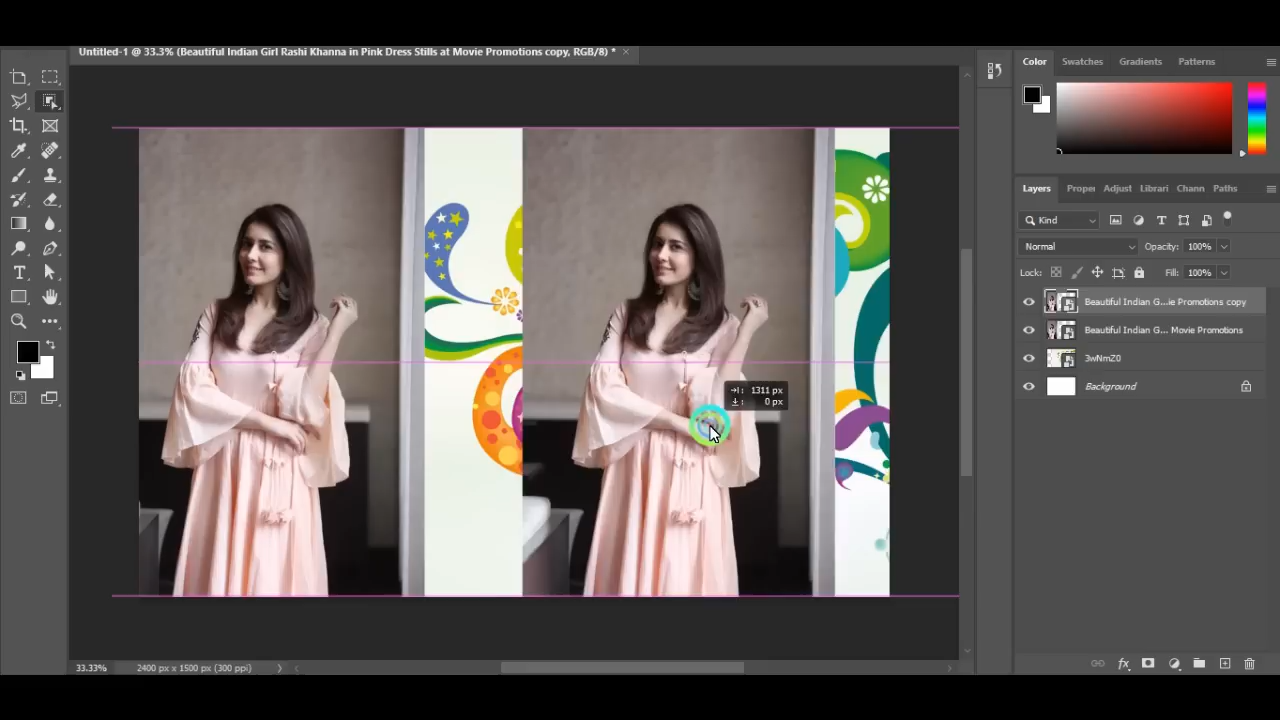 Untitled-1 @ 33.3% (Beautiful Indian Girl Rashi Khanna in Pink Dress Stills at Movie Promotions copy, RGB/8) * ×
Color Swatches Gradients Patterns
Layers Proper Adjust Librari Chann Paths
Kind
Normal Opacity: 100%
Lock: Fill: 100%
Beautiful Indian G...ie Promotions copy
Beautiful Indian G... Movie Promotions
3wNmZ0
Background
1311 px
0 px
33.33% 2400 px x 1500 px (300 ppi)